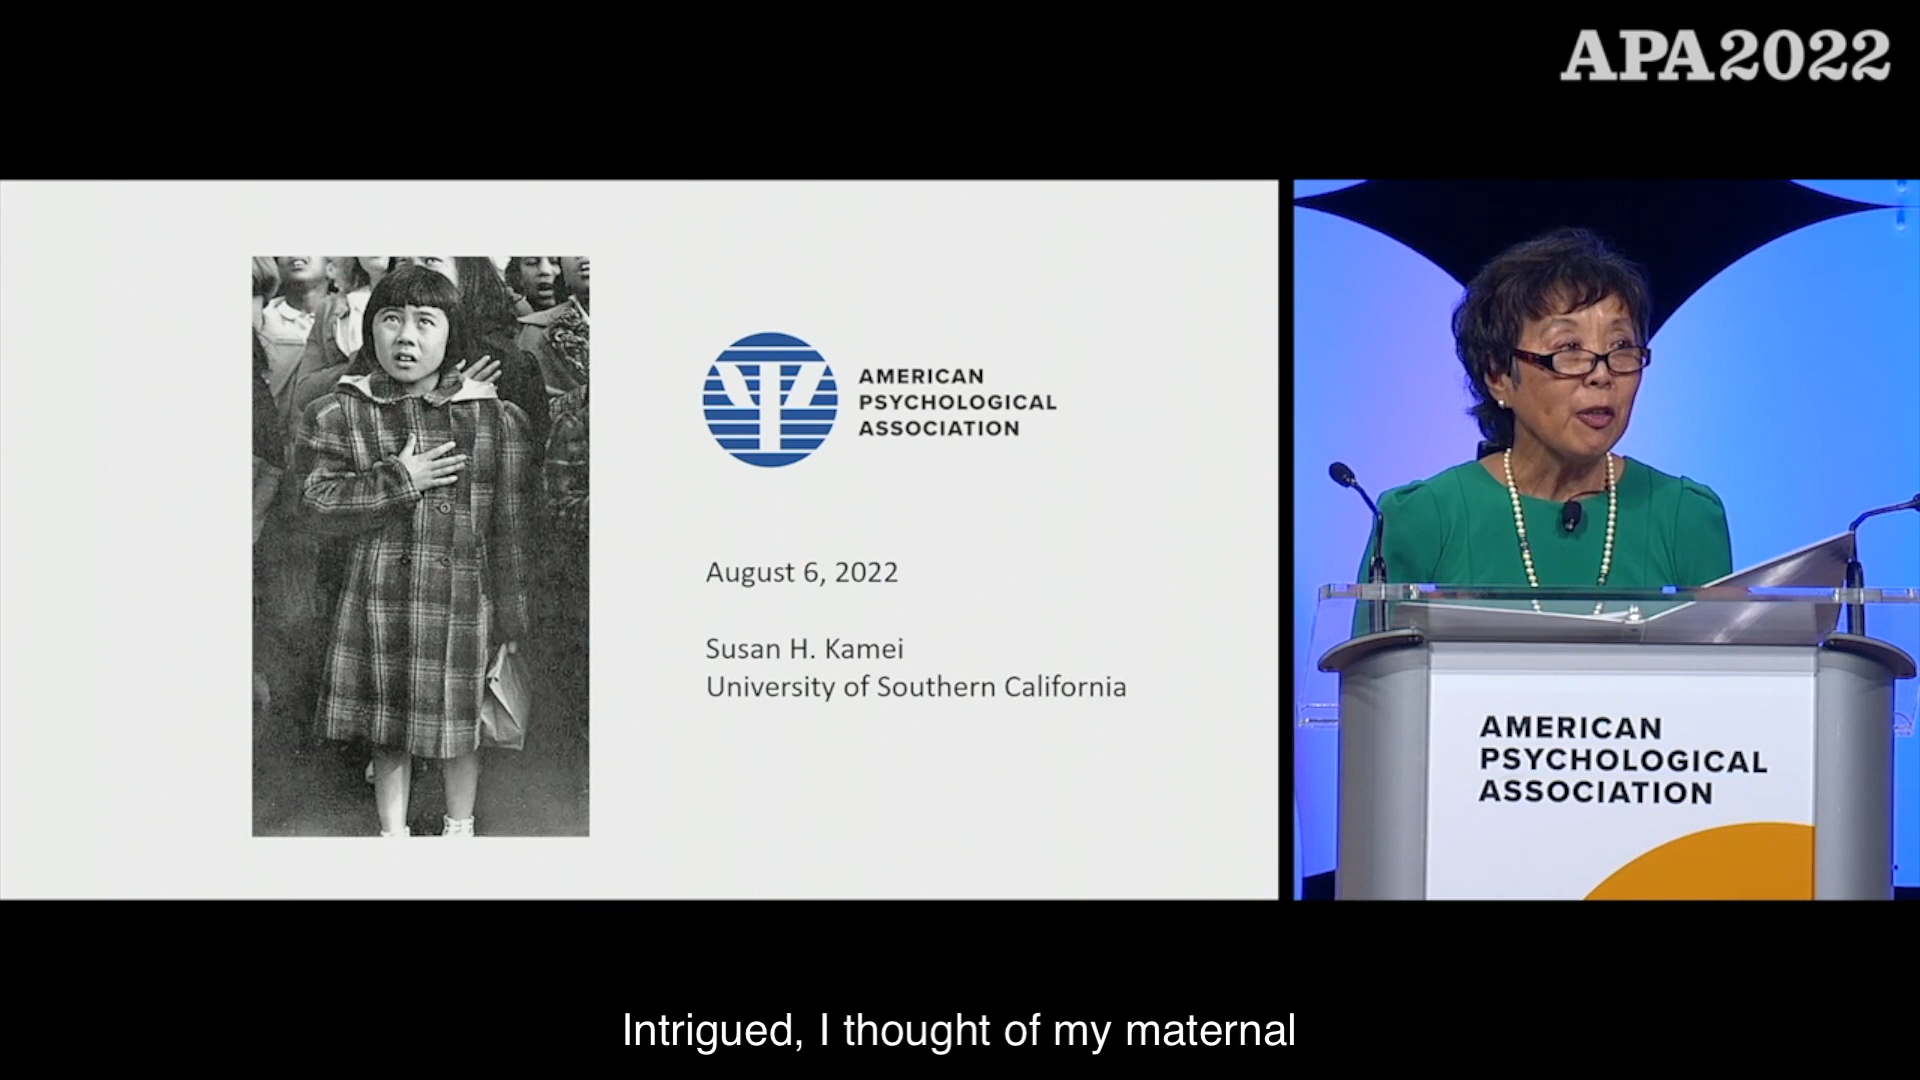 APA2022
AMERICAN
PSYCHOLOGICAL
ASSOCIATION
August 6, 2022
Susan H. Kamei
University of Southern California
AMERICAN
PSYCHOLOGICAL
ASSOCIATION
Intrigued, I thought of my maternal